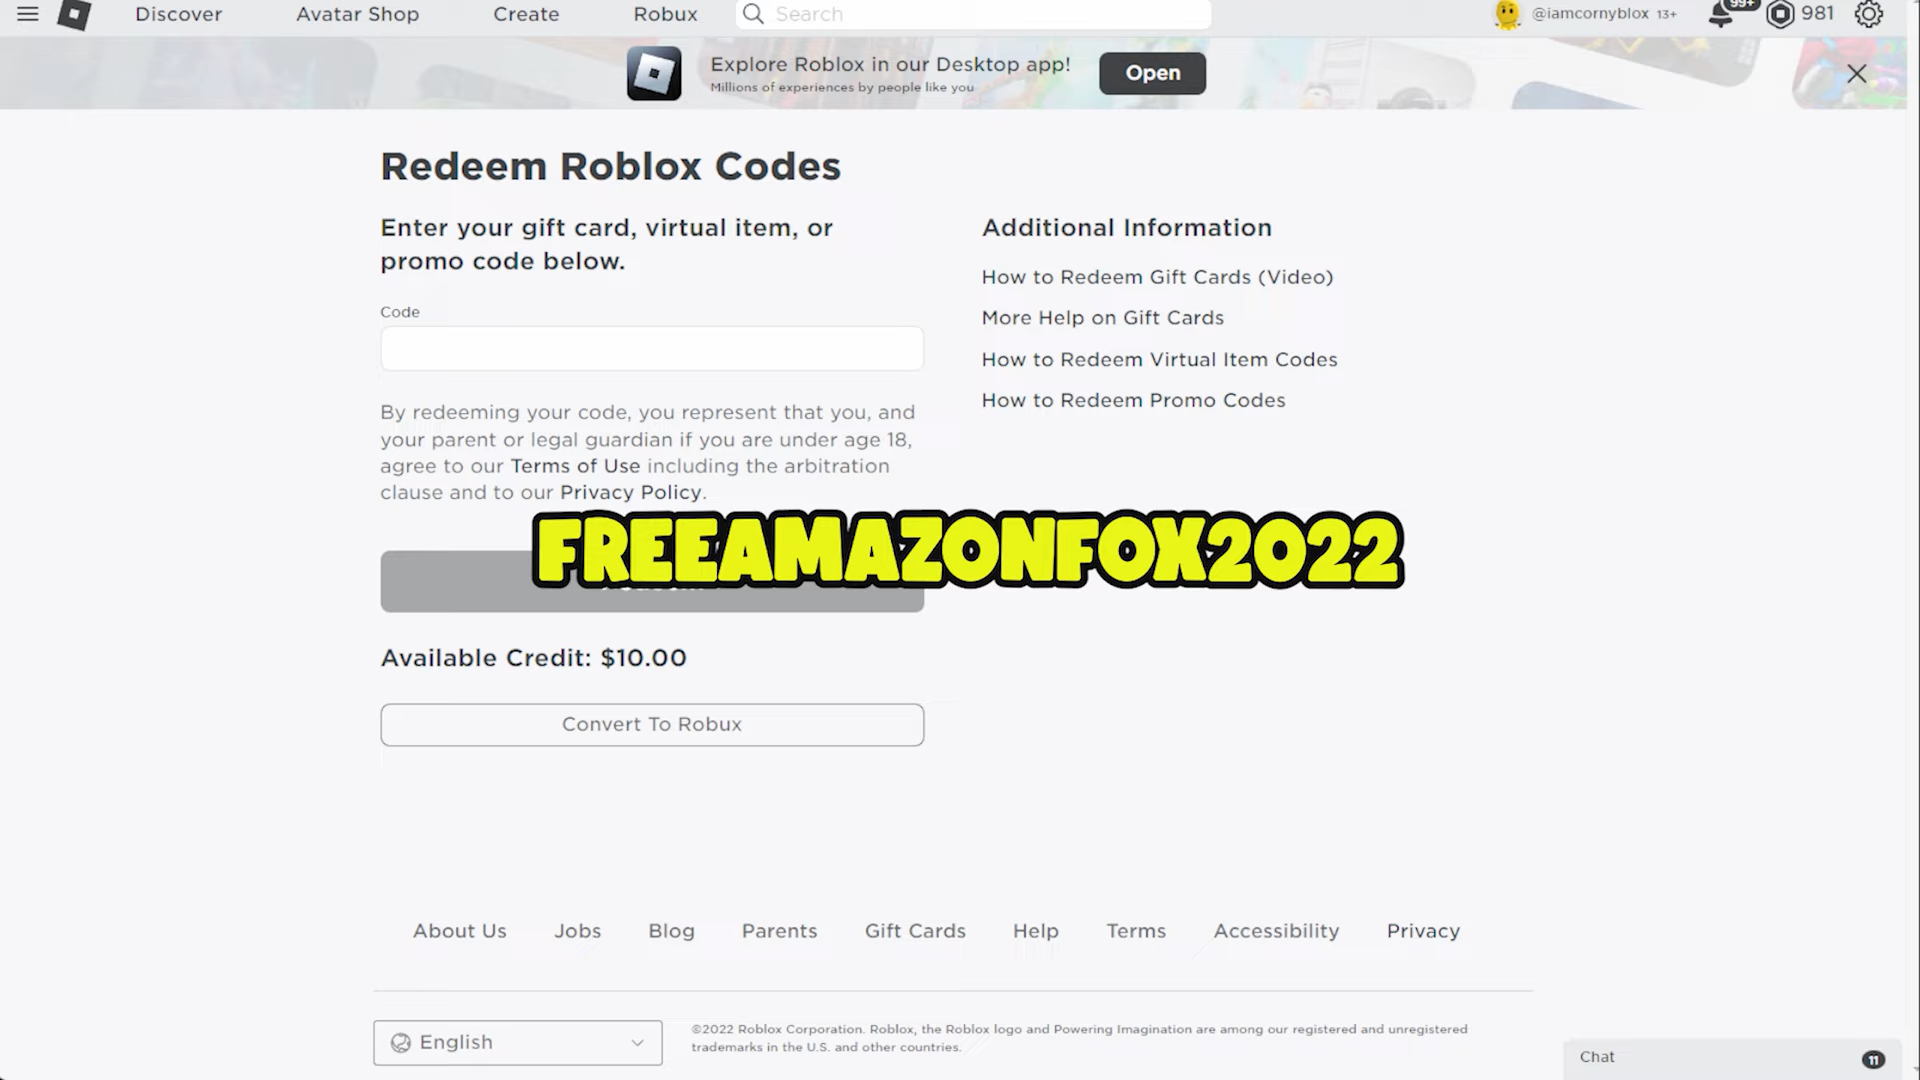 Discover Avatar Shop Create Robux Search @iamcornyblox 13+ 99+ 981
Explore Roblox in our Desktop app!
Millions of experiences by people like you
Open
Redeem Roblox Codes
Enter your gift card, virtual item, or
promo code below.
Code
By redeeming your code, you represent that you, and
your parent or legal guardian if you are under age 18,
agree to our Terms of Use including the arbitration
clause and to our Privacy Policy.
FREEAMAZONFOX2022
Available Credit: $10.00
Convert To Robux
Additional Information
How to Redeem Gift Cards (Video)
More Help on Gift Cards
How to Redeem Virtual Item Codes
How to Redeem Promo Codes
About Us Jobs Blog Parents Gift Cards Help Terms Accessibility Privacy
English
©2022 Roblox Corporation. Roblox, the Roblox logo and Powering Imagination are among our registered and unregistered
trademarks in the U.S. and other countries.
Chat 11